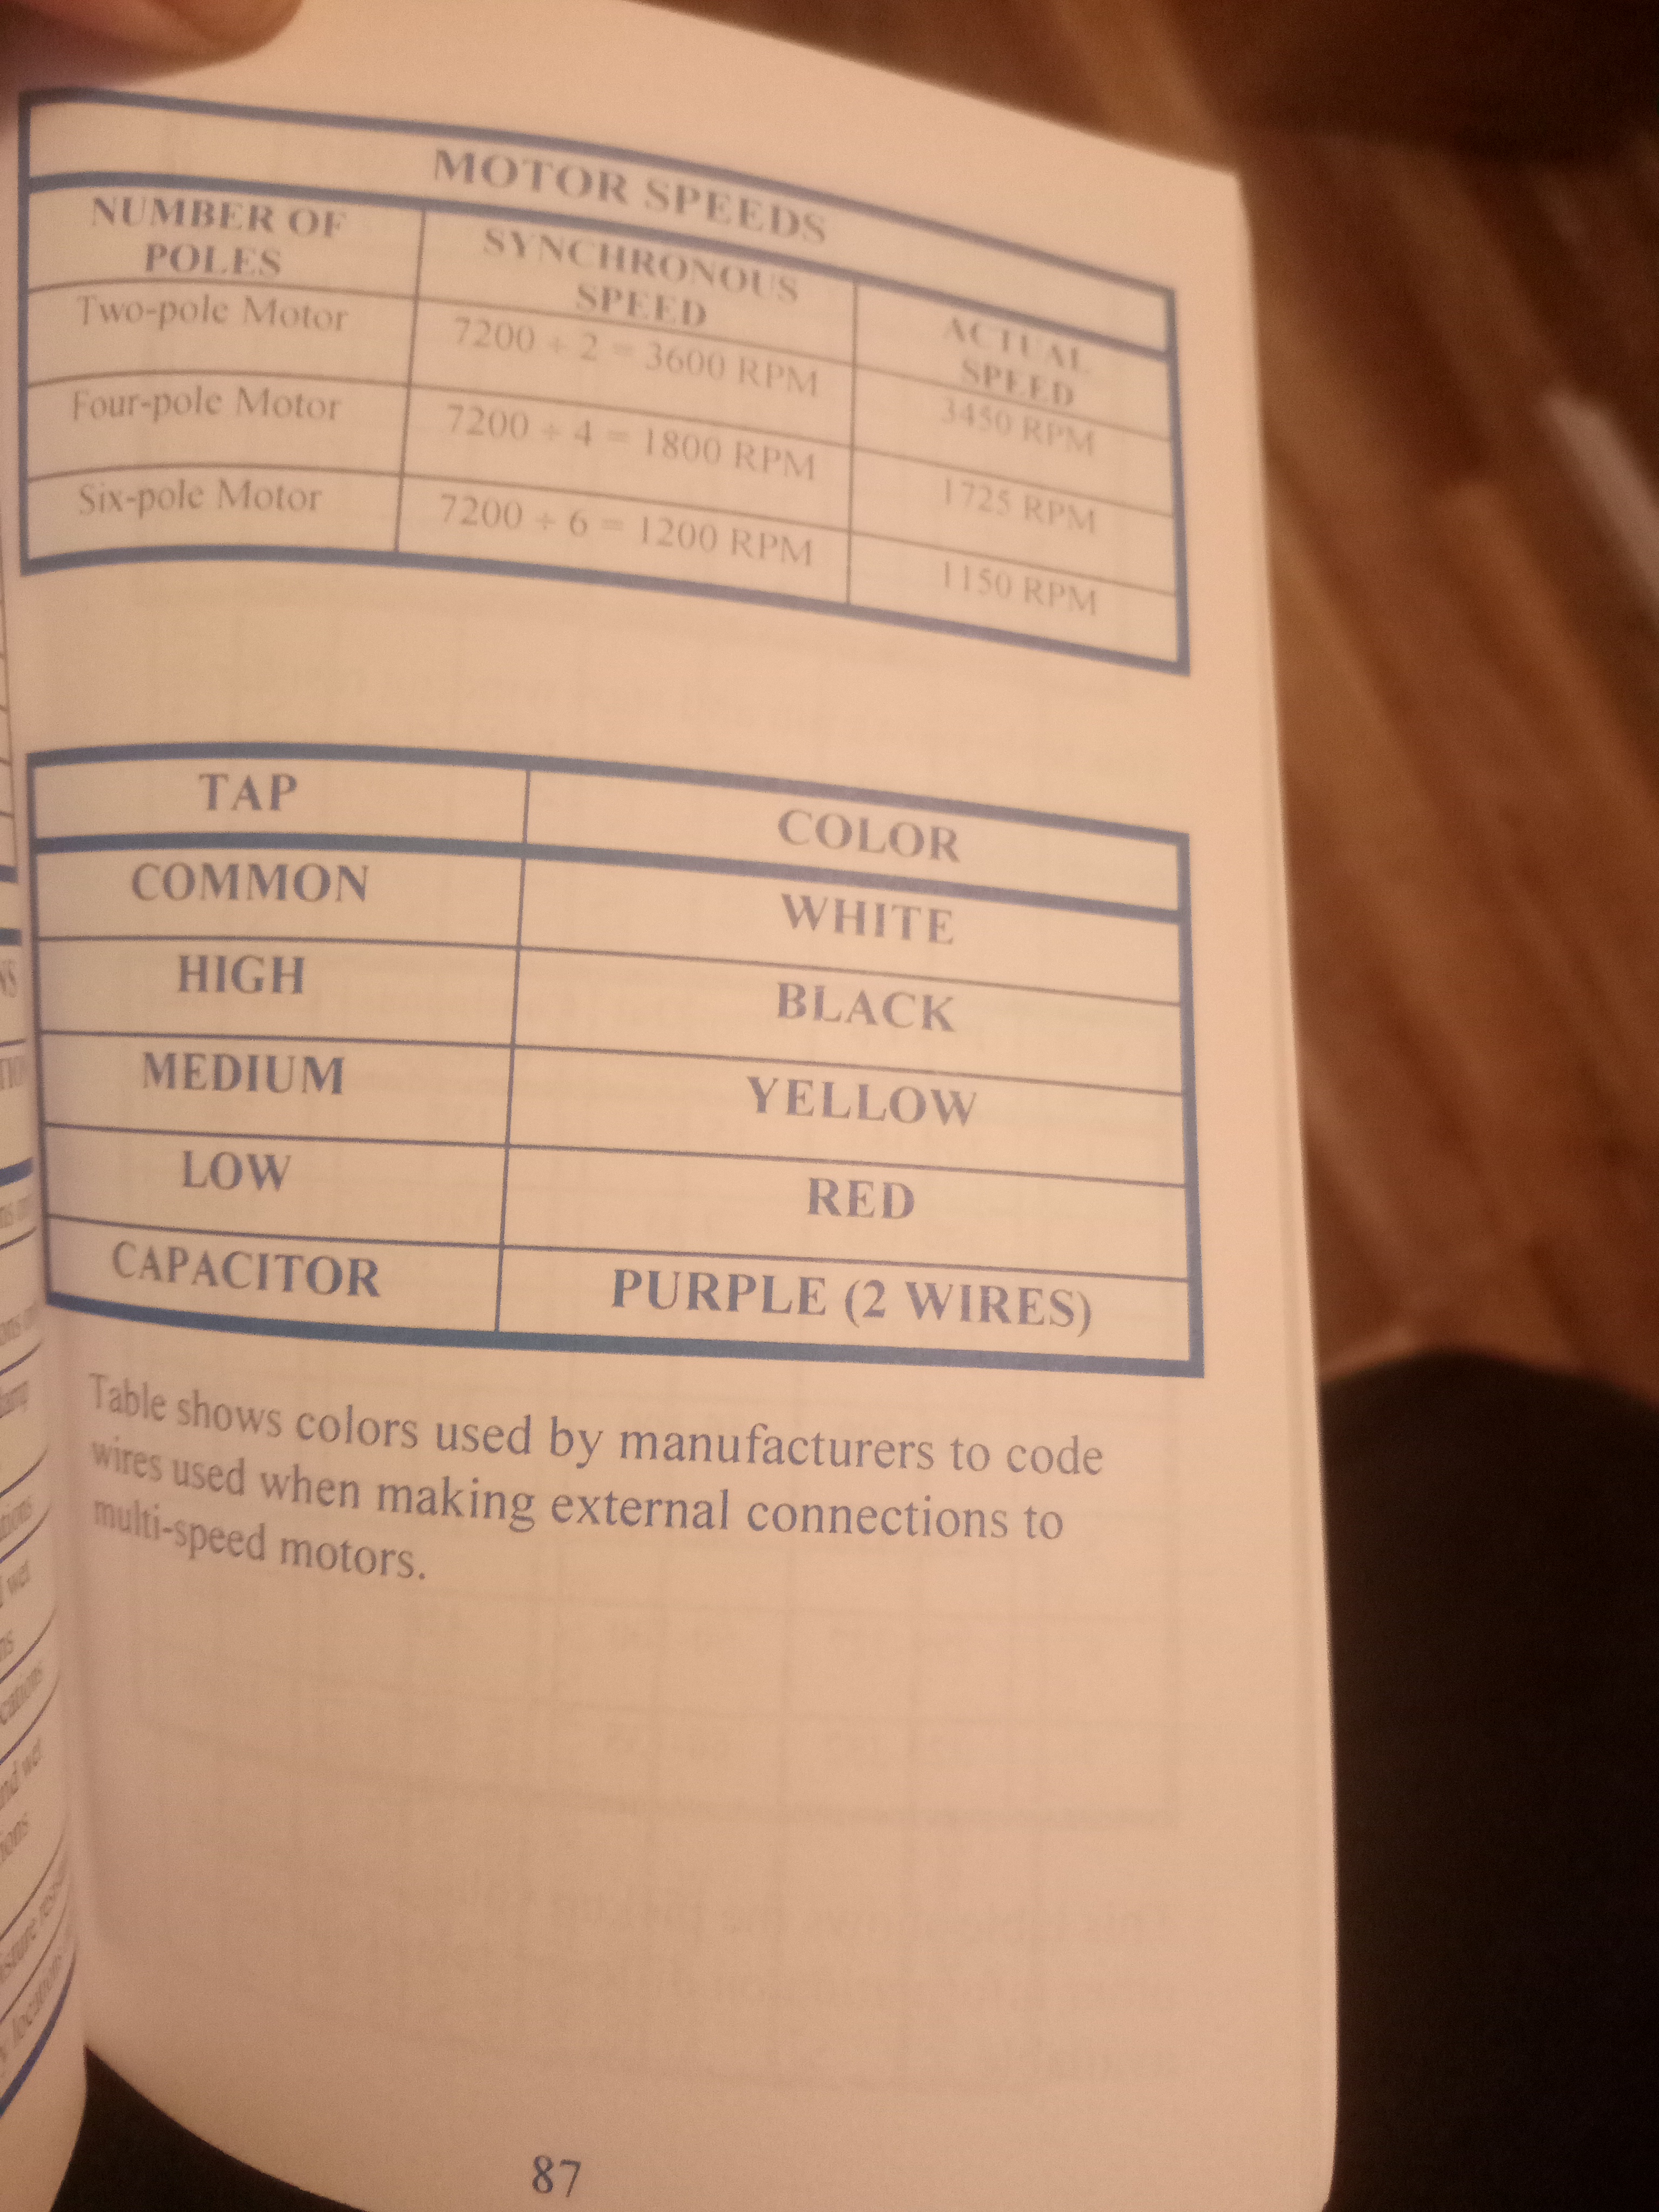 MOTOR SPEEDS
NUMBER OF POLES SYNCHRONOUS SPEED ACTUAL SPEED
Two-pole Motor 7200 ÷ 2 = 3600 RPM 3450 RPM
Four-pole Motor 7200 ÷ 4 = 1800 RPM 1725 RPM
Six-pole Motor 7200 ÷ 6 = 1200 RPM 1150 RPM
TAP COLOR
COMMON WHITE
HIGH BLACK
MEDIUM YELLOW
LOW RED
CAPACITOR PURPLE (2 WIRES)
Table shows colors used by manufacturers to code
wires used when making external connections to
multi-speed motors.
87